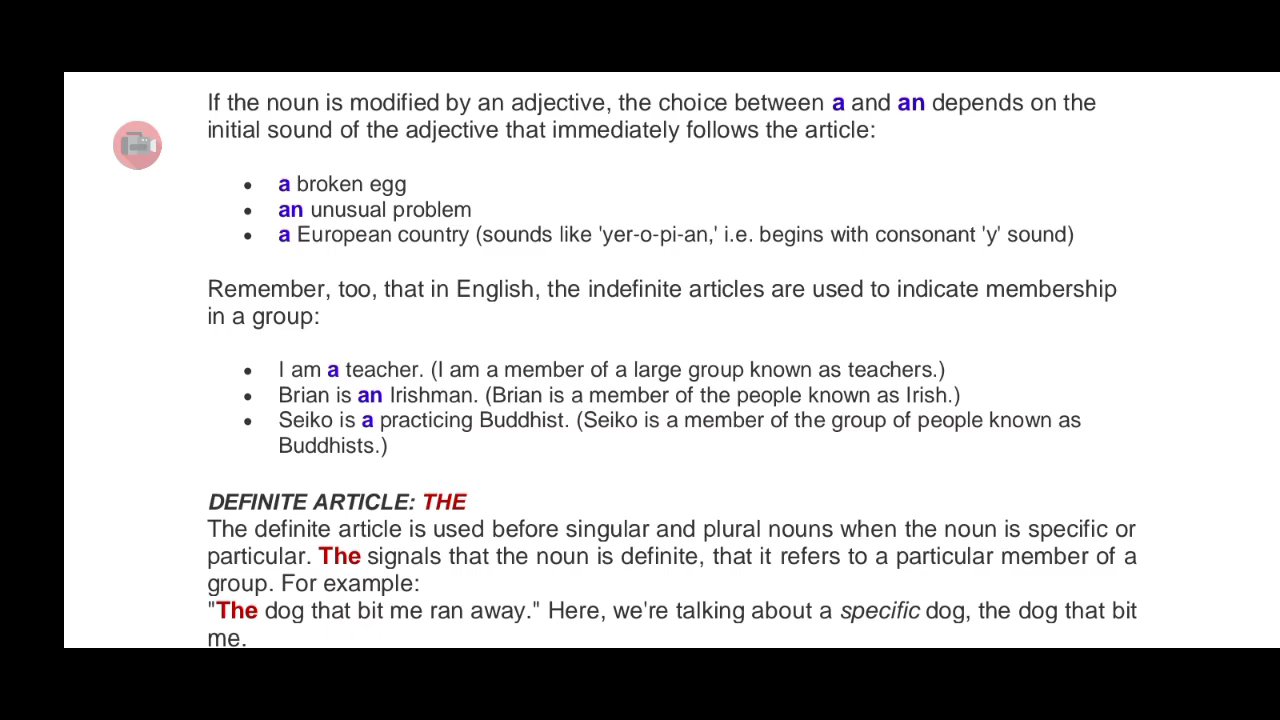 If the noun is modified by an adjective, the choice between a and an depends on the
initial sound of the adjective that immediately follows the article:
• a broken egg
• an unusual problem
• a European country (sounds like 'yer-o-pi-an,' i.e. begins with consonant 'y' sound)
Remember, too, that in English, the indefinite articles are used to indicate membership
in a group:
• I am a teacher. (I am a member of a large group known as teachers.)
• Brian is an Irishman. (Brian is a member of the people known as Irish.)
• Seiko is a practicing Buddhist. (Seiko is a member of the group of people known as
Buddhists.)
DEFINITE ARTICLE: THE
The definite article is used before singular and plural nouns when the noun is specific or
particular. The signals that the noun is definite, that it refers to a particular member of a
group. For example:
"The dog that bit me ran away." Here, we're talking about a specific dog, the dog that bit
me.